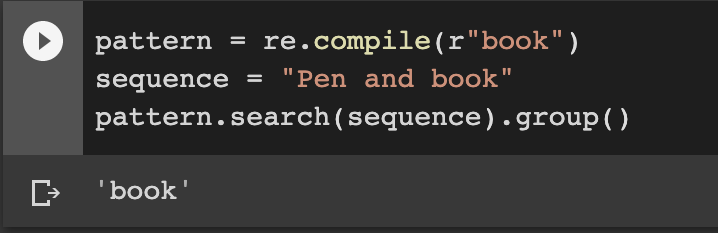 pattern = re.compile(r"book")
sequence = "Pen and book"
pattern.search(sequence).group()
'book'